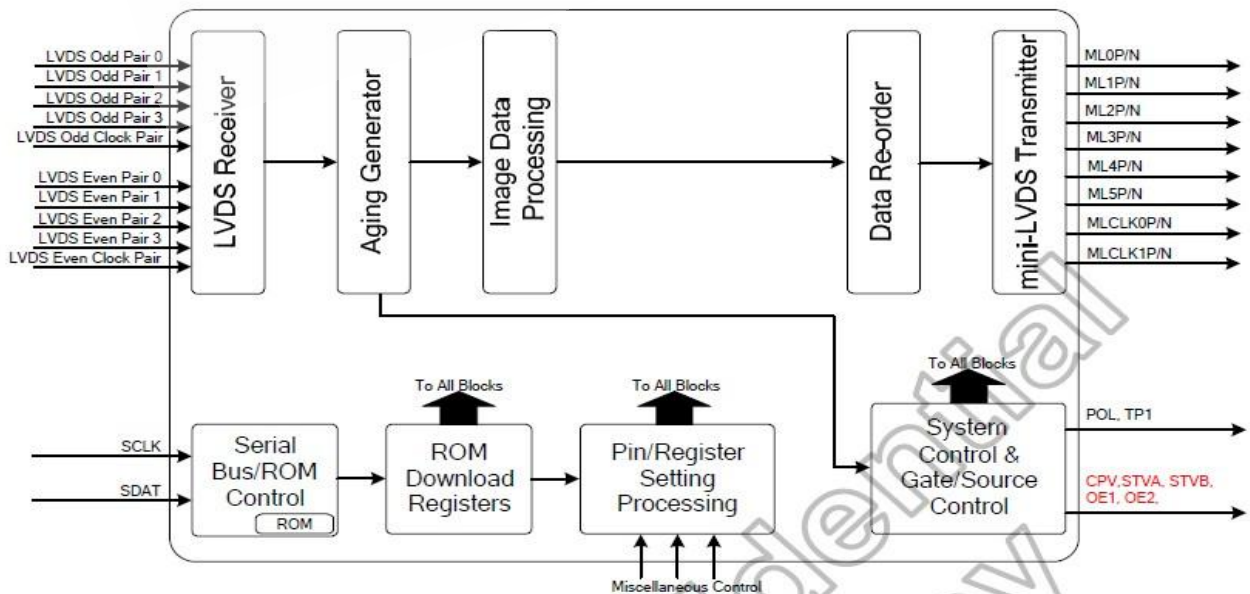 LVDS Odd Pair 0
LVDS Odd Pair 1
LVDS Odd Pair 2
LVDS Odd Pair 3
LVDS Odd Clock Pair
LVDS Even Pair 0
LVDS Even Pair 1
LVDS Even Pair 2
LVDS Even Pair 3
LVDS Even Clock Pair
LVDS Receiver
Aging Generator
Image Data
Processing
Data Re-order
mini-LVDS Transmitter
ML0P/N
ML1P/N
ML2P/N
ML3P/N
ML4P/N
ML5P/N
MLCLK0P/N
MLCLK1P/N
To All Blocks
To All Blocks
To All Blocks
SCLK
SDAT
Serial
Bus/ROM
Control
ROM
ROM
Download
Registers
Pin/Register
Setting
Processing
System
Control &
Gate/Source
Control
POL, TP1
CPV,STVA, STVB,
OE1, OE2,
Miscellaneous Control